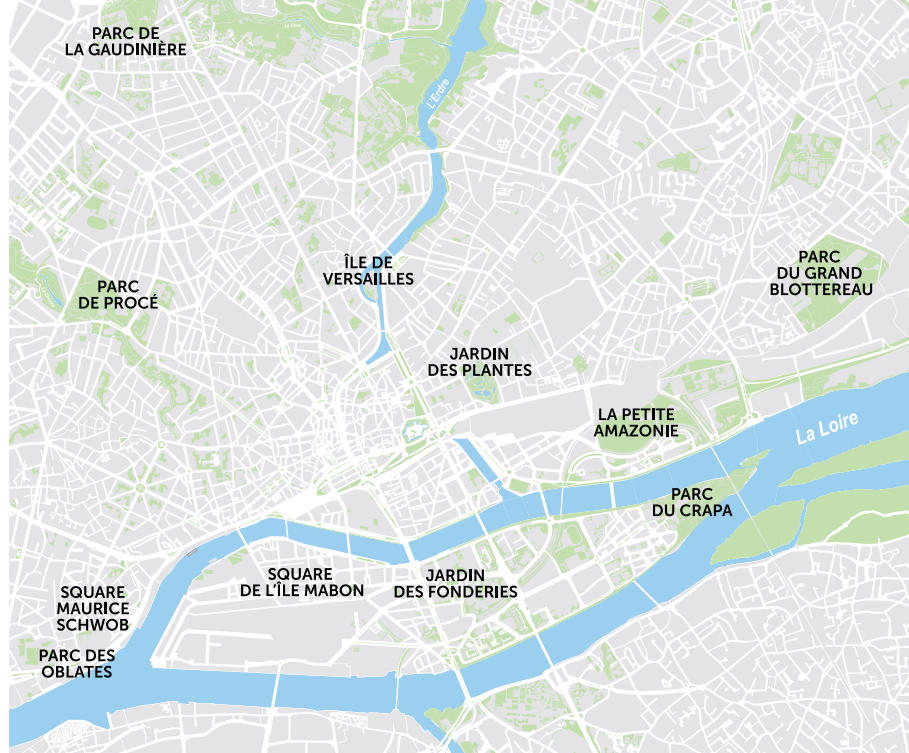 PARC DE
LA GAUDINIÈRE
L'Erdre
ÎLE DE
VERSAILLES
PARC
DE PROCÉ
PARC
DU GRAND
BLOTTEREAU
JARDIN
DES PLANTES
LA PETITE
AMAZONIE
La Loire
PARC
DU CRAPA
SQUARE
DE L'ÎLE MABON
JARDIN
DES FONDERIES
SQUARE
MAURICE
SCHWOB
PARC DES
OBLATES